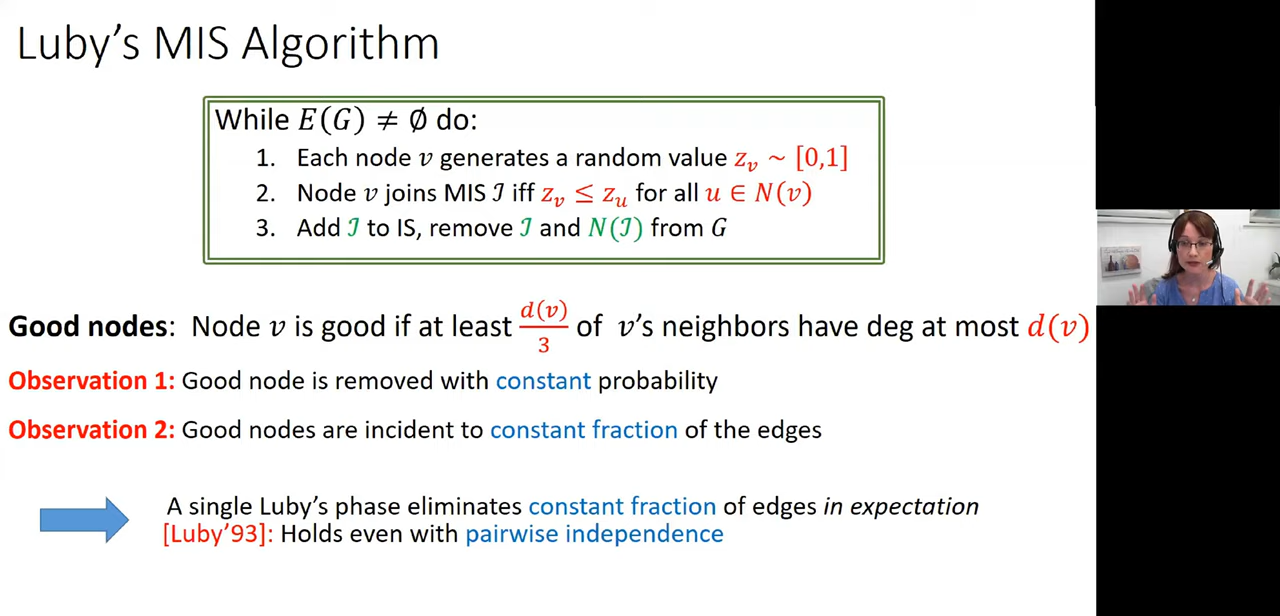 Luby's MIS Algorithm
While E(G) ≠ ∅ do:
1. Each node v generates a random value z_v ~ [0,1]
2. Node v joins MIS ℐ iff z_v ≤ z_u for all u ∈ N(v)
3. Add ℐ to IS, remove ℐ and N(ℐ) from G
Good nodes: Node v is good if at least d(v)/3 of v's neighbors have deg at most d(v)
Observation 1: Good node is removed with constant probability
Observation 2: Good nodes are incident to constant fraction of the edges
A single Luby's phase eliminates constant fraction of edges in expectation
[Luby'93]: Holds even with pairwise independence